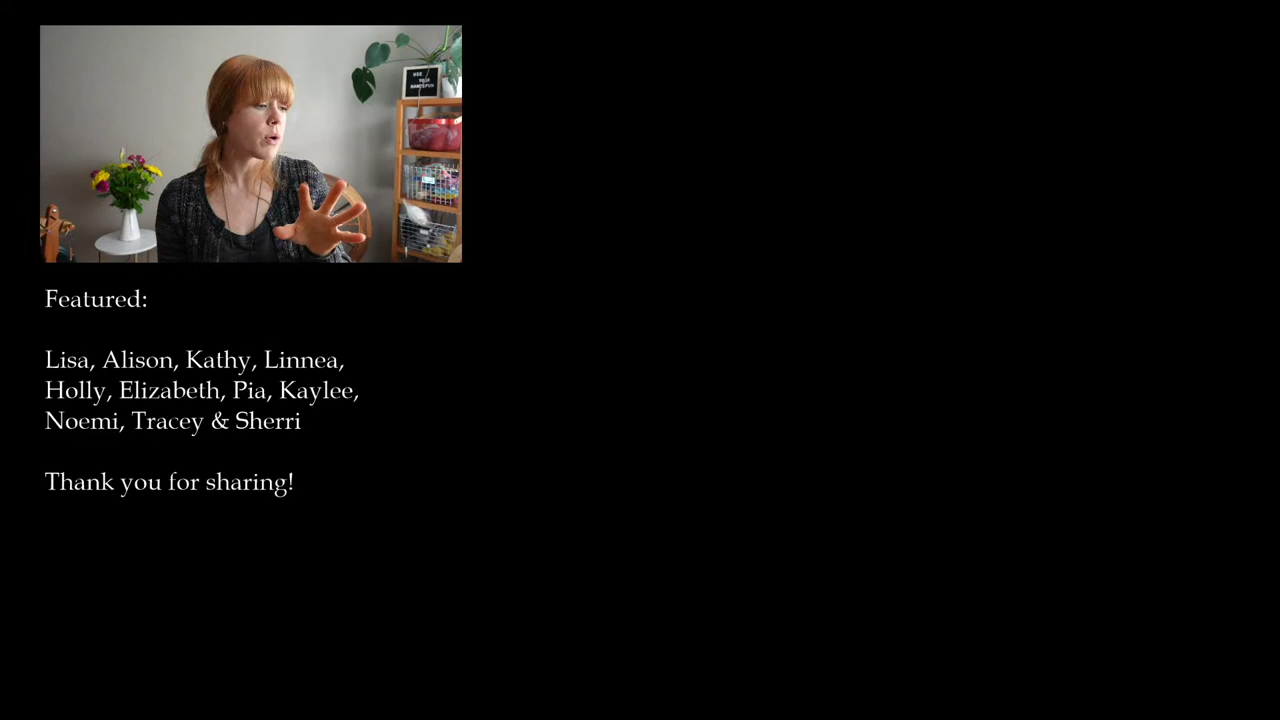 Featured:
Lisa, Alison, Kathy, Linnea,
Holly, Elizabeth, Pia, Kaylee,
Noemi, Tracey & Sherri
Thank you for sharing!